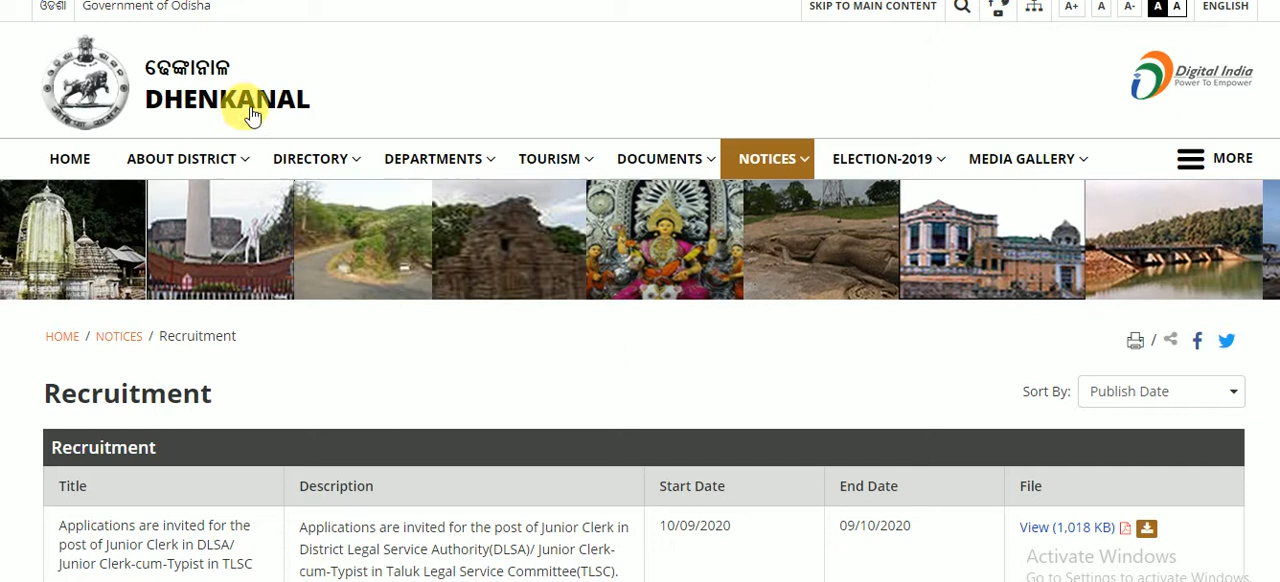 ଓଡିଶା Government of Odisha SKIP TO MAIN CONTENT A+ A A- A A ENGLISH
ଢେଙ୍କାନାଳ
DHENKANAL
Digital India
Power To Empower
HOME ABOUT DISTRICT DIRECTORY DEPARTMENTS TOURISM DOCUMENTS NOTICES ELECTION-2019 MEDIA GALLERY MORE
HOME / NOTICES / Recruitment /
Recruitment
Sort By: Publish Date
Recruitment
Title Description Start Date End Date File
Applications are invited for the post of Junior Clerk in DLSA/ Junior Clerk-cum-Typist in TLSC
Applications are invited for the post of Junior Clerk in District Legal Service Authority(DLSA)/ Junior Clerk-cum-Typist in Taluk Legal Service Committee(TLSC).
10/09/2020 09/10/2020 View (1,018 KB)
Activate Windows
Go to Settings to activate Windows.